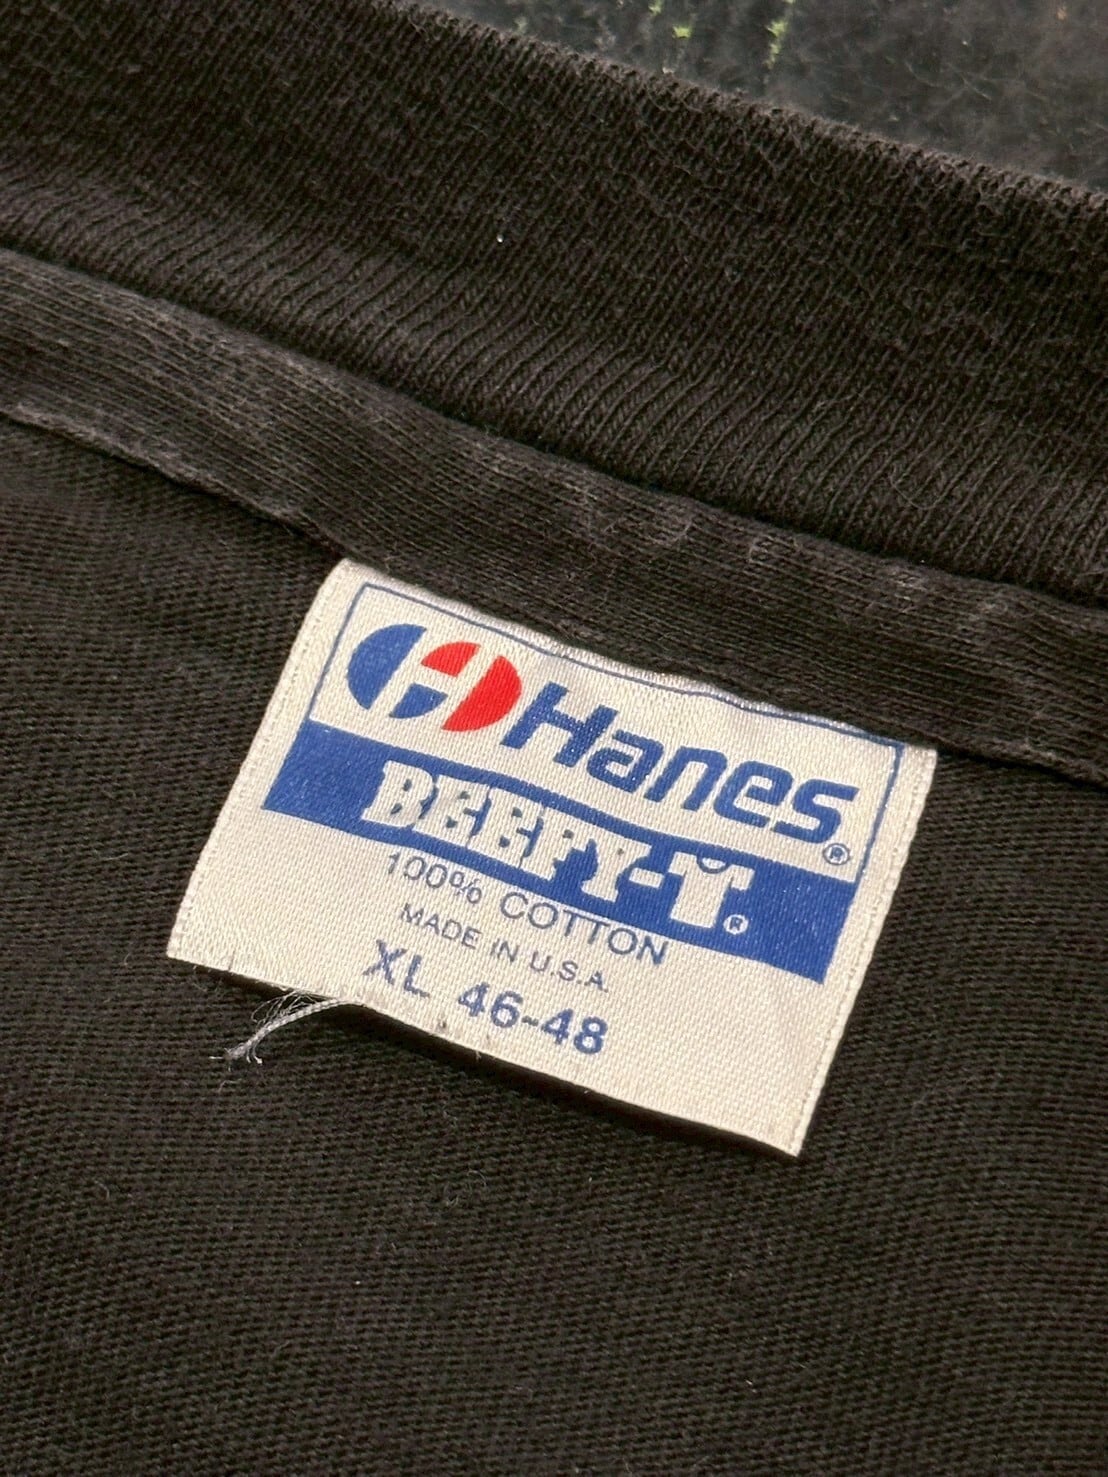 Hanes®
BEEFY-T®
100% COTTON
MADE IN U.S.A
XL 46-48